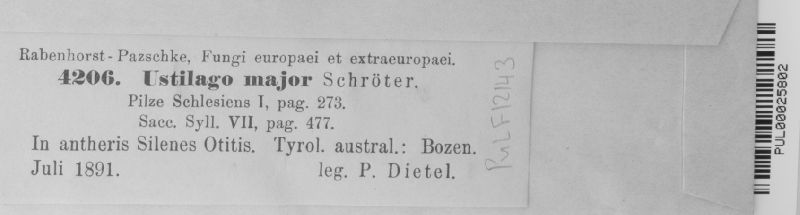 Rabenhorst-Pazschke, Fungi europaei et extraeuropaei.
4206. Ustilago major Schröter.
Pilze Schlesiens I, pag. 273.
Sacc. Syll. VII, pag. 477.
In antheris Silenes Otitis. Tyrol. austral.: Bozen.
Juli 1891. leg. P. Dietel.
PuLF12143
PUL00025802